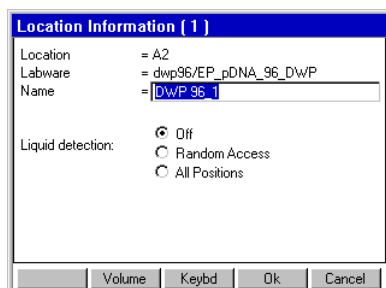 Location Information ( 1 )
Location = A2
Labware = dwp96/EP_pDNA_96_DWP
Name = DWP 96_1
Liquid detection:
Off
Random Access
All Positions
Volume Keybd Ok Cancel